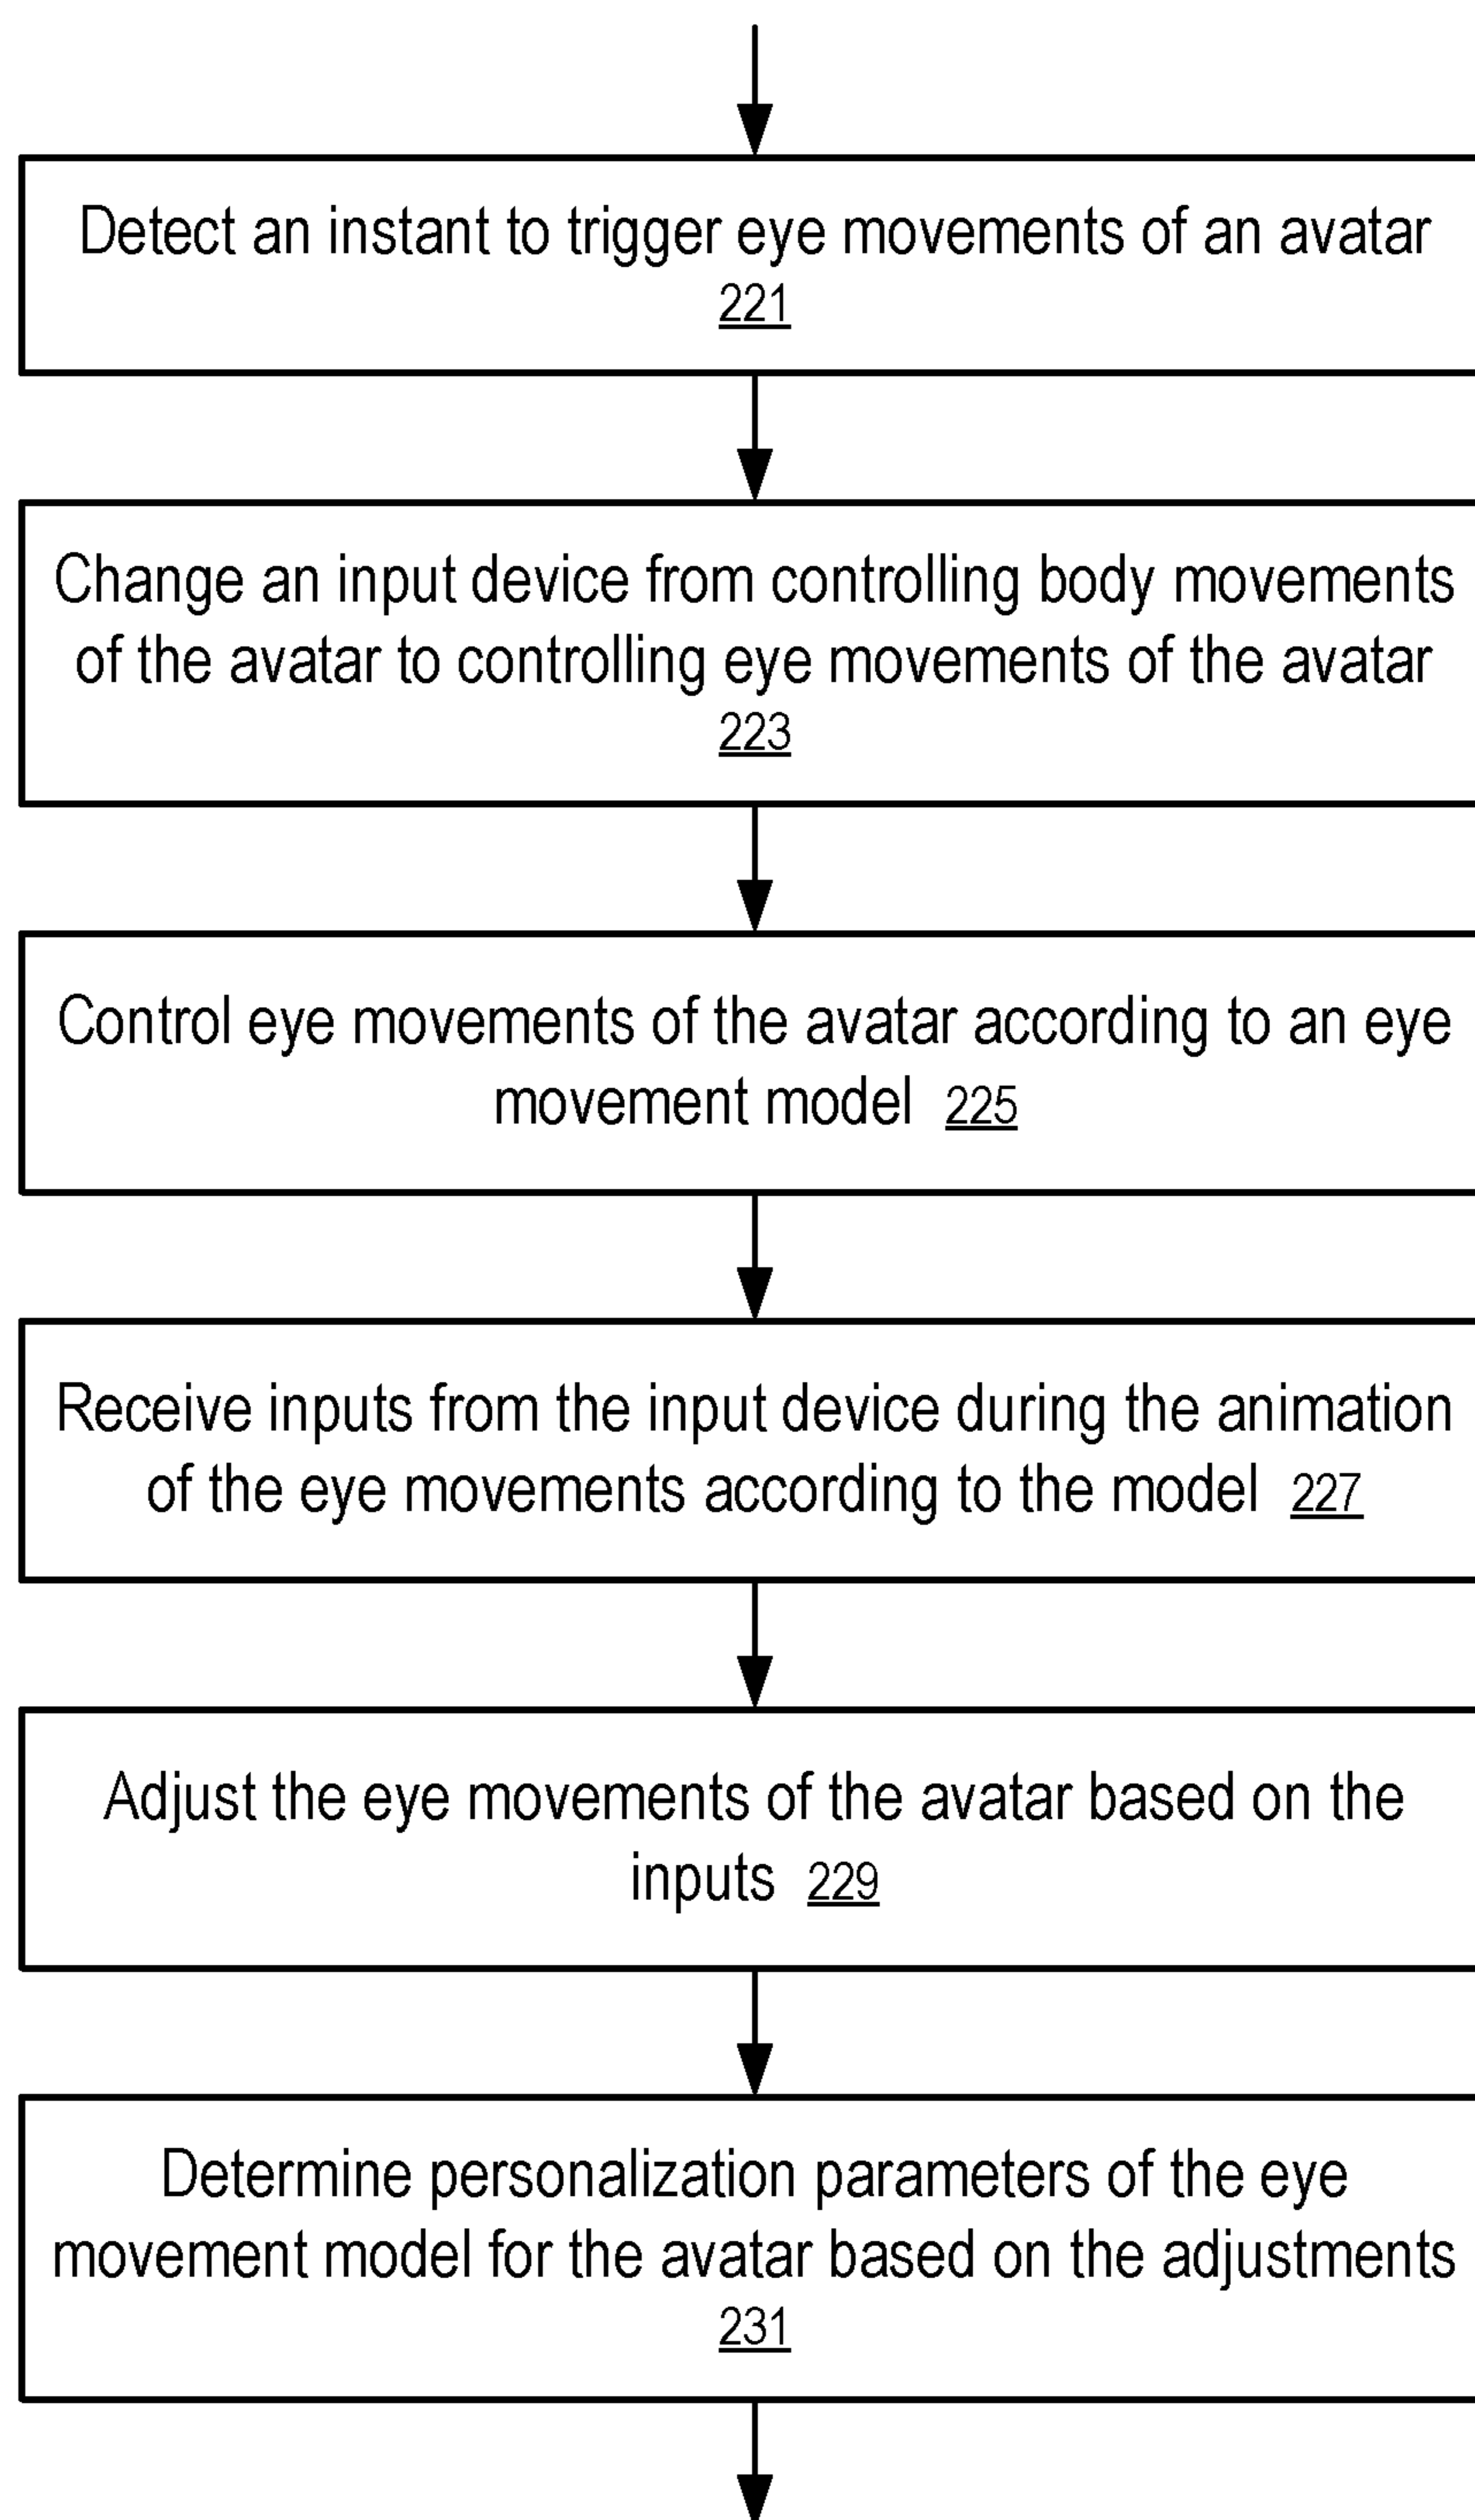 Detect an instant to trigger eye movements of an avatar
221
Change an input device from controlling body movements
of the avatar to controlling eye movements of the avatar
223
Control eye movements of the avatar according to an eye
movement model 225
Receive inputs from the input device during the animation
of the eye movements according to the model 227
Adjust the eye movements of the avatar based on the
inputs 229
Determine personalization parameters of the eye
movement model for the avatar based on the adjustments
231